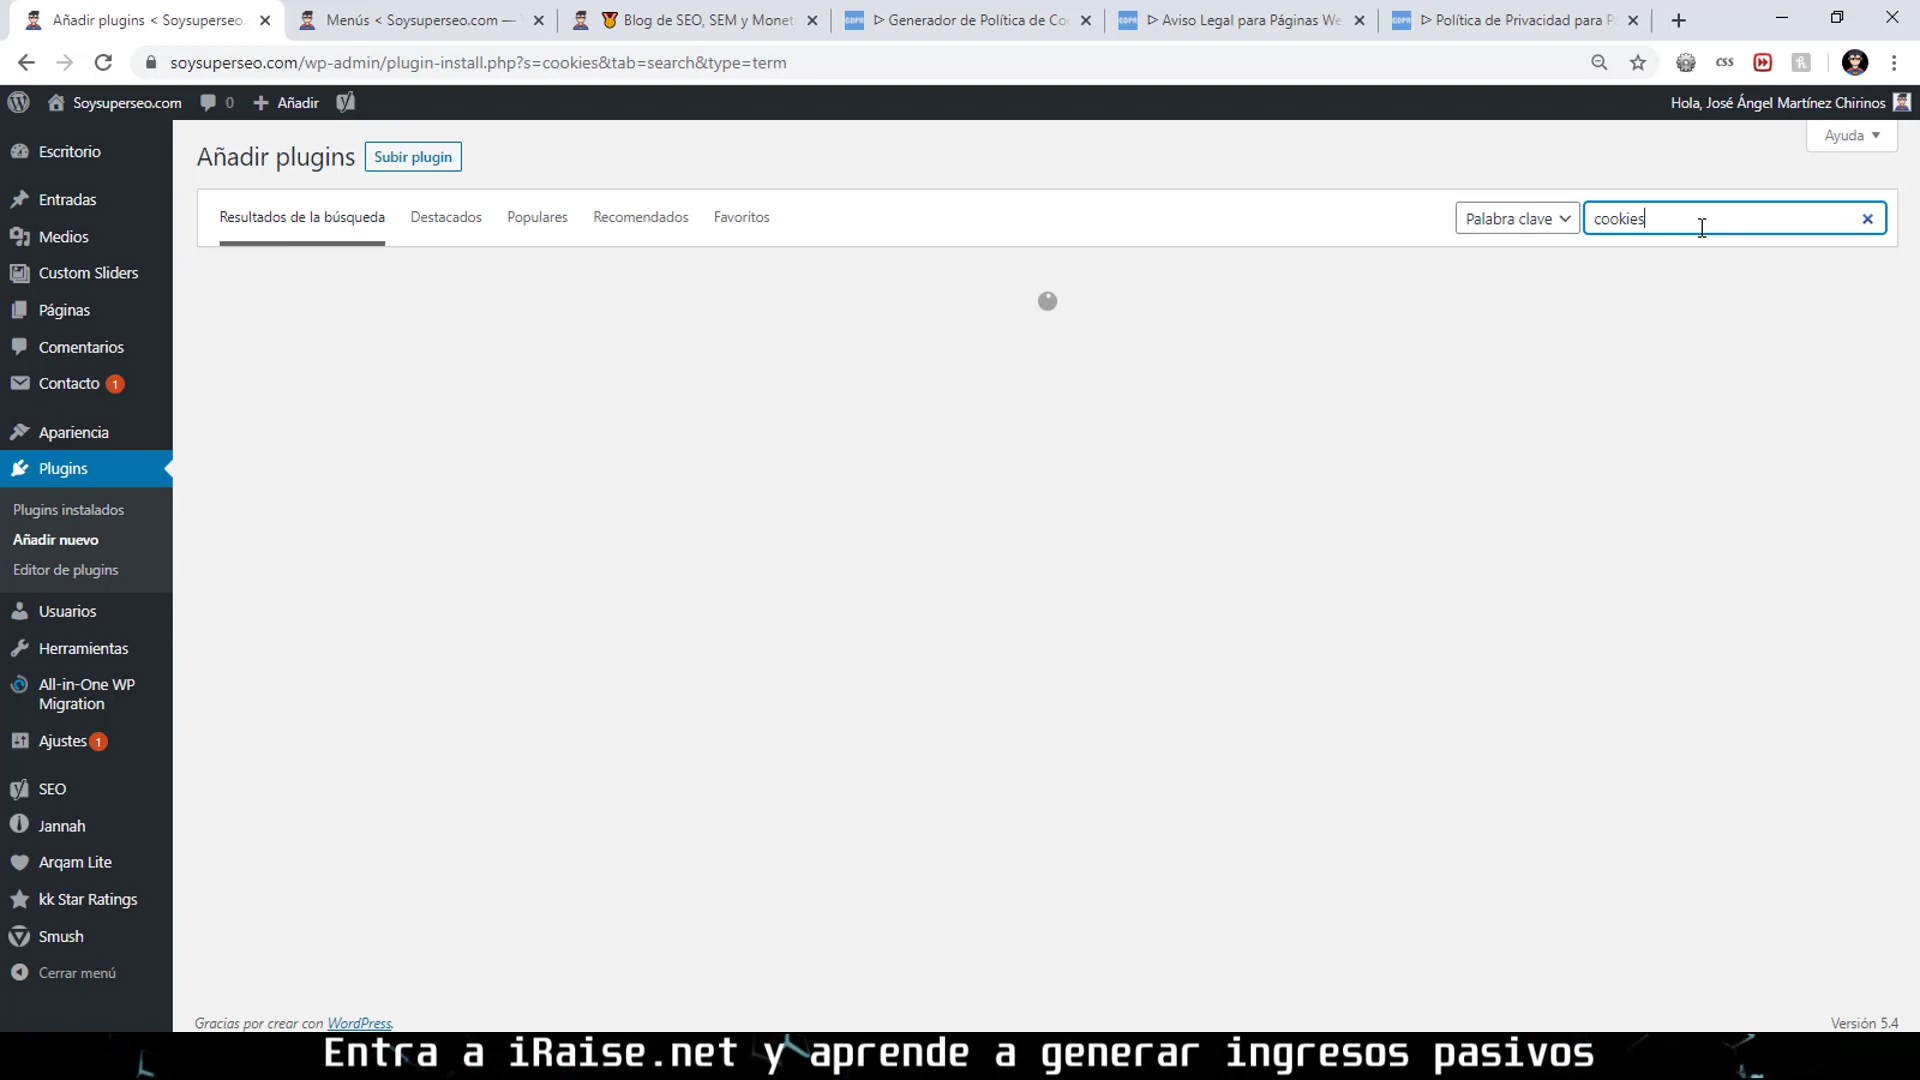 Añadir plugins < Soysuperseo.
Menús < Soysuperseo.com —
Blog de SEO, SEM y Monet
GDPR
▷ Generador de Política de Co
GDPR
▷ Aviso Legal para Páginas We
GDPR
▷ Política de Privacidad para P
soysuperseo.com/wp-admin/plugin-install.php?s=cookies&tab=search&type=term
CSS
Soysuperseo.com
0
Añadir
Hola, José Ángel Martínez Chirinos
Ayuda
Escritorio
Entradas
Medios
Custom Sliders
Páginas
Comentarios
Contacto 1
Apariencia
Plugins
Plugins instalados
Añadir nuevo
Editor de plugins
Usuarios
Herramientas
All-in-One WP
Migration
Ajustes 1
SEO
Jannah
Arqam Lite
kk Star Ratings
Smush
Cerrar menú
Añadir plugins
Subir plugin
Resultados de la búsqueda
Destacados
Populares
Recomendados
Favoritos
Palabra clave
cookies
Gracias por crear con WordPress.
Versión 5.4
Entra a iRaise.net y aprende a generar ingresos pasivos